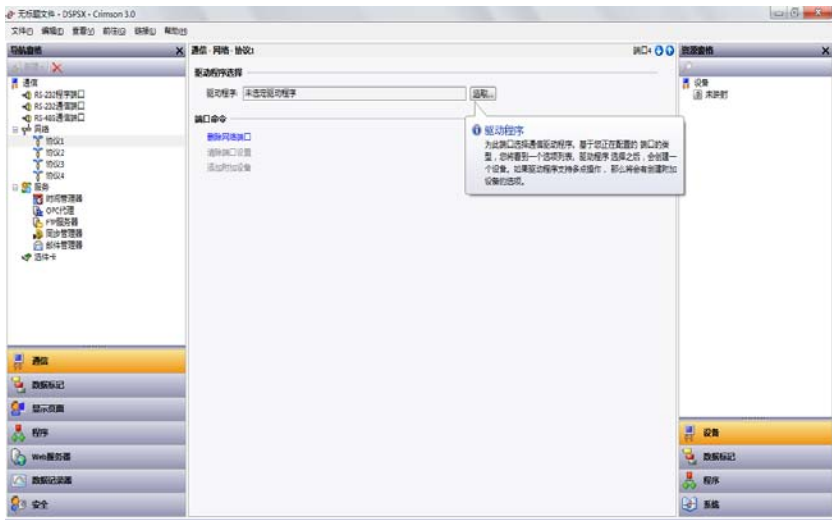 无标题文件 - DSPSX - Crimson 3.0
文件(F) 编辑(E) 查看(V) 前往(G) 链接(L) 帮助(H)
导航窗格
通信
RS-232程序端口
RS-232通信端口
RS-485通信端口
网络
协议1
协议2
协议3
协议4
服务
时间管理器
OPC代理
FTP服务器
同步管理器
邮件管理器
选件卡
通信
数据标记
显示页面
程序
Web服务器
数据记录器
安全
通信 - 网络 - 协议1
端口4
驱动程序选择
驱动程序 未选定驱动程序
选取...
端口命令
删除网络端口
清除端口设置
添加附加设备
驱动程序
为此端口选择通信驱动程序。基于您正在配置的 端口的类
型，您将看到一个选项列表。驱动程序 选择之后，会创建一
个设备。如果驱动程序支持多点操作，那么将会有创建附加
设备的选项。
资源窗格
设备
未映射
设备
数据标记
程序
系统